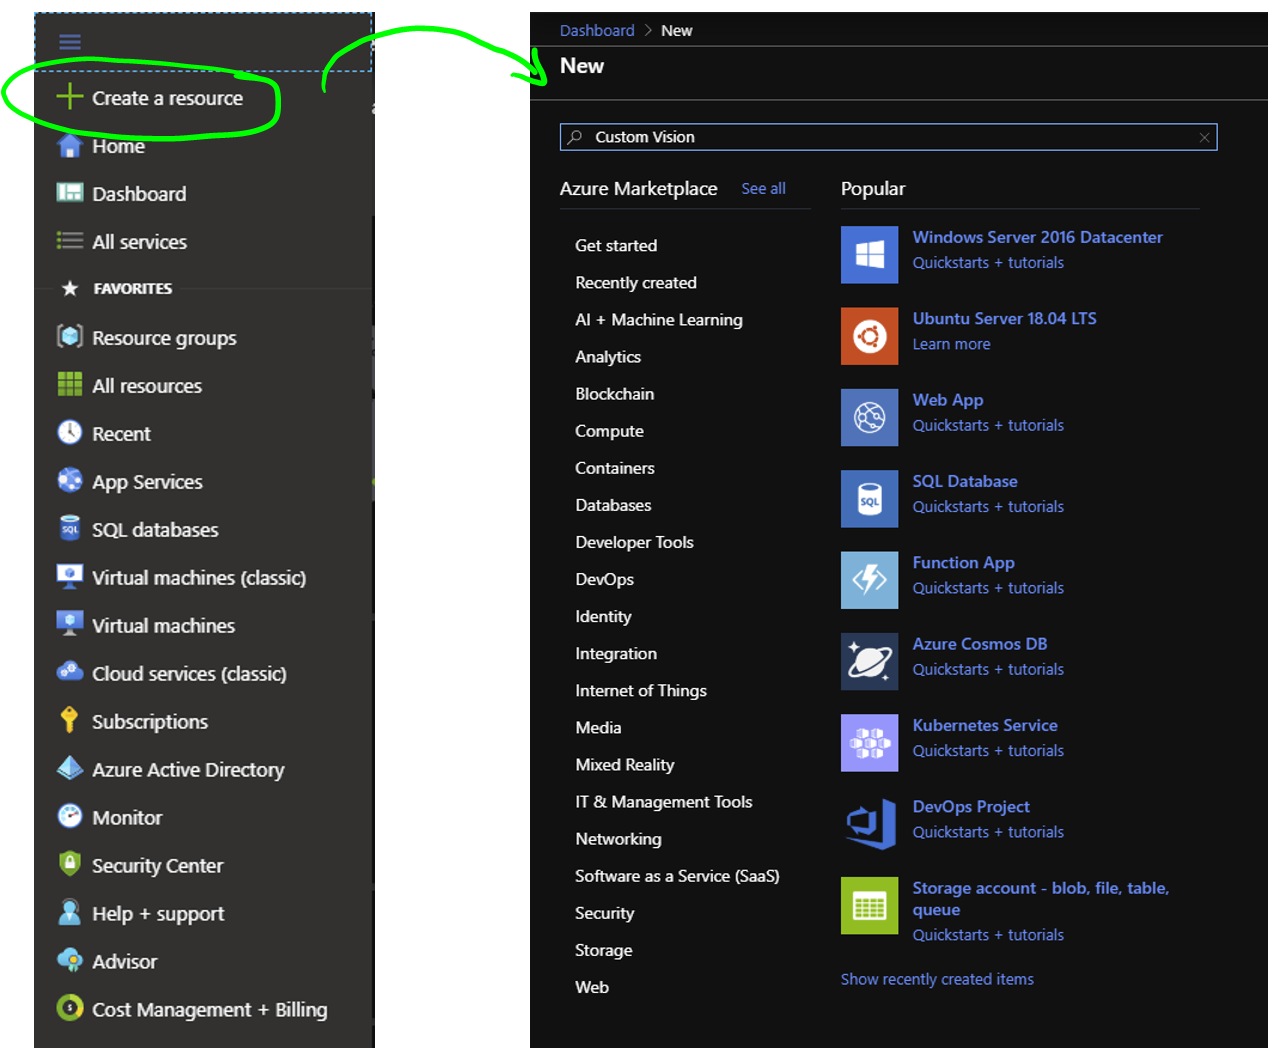 Create a resource
Home
Dashboard
All services
FAVORITES
Resource groups
All resources
Recent
App Services
SQL
SQL databases
Virtual machines (classic)
Virtual machines
Cloud services (classic)
Subscriptions
Azure Active Directory
Monitor
Security Center
Help + support
Advisor
$
Cost Management + Billing
Dashboard > New
New
Custom Vision
Azure Marketplace See all
Get started
Recently created
AI + Machine Learning
Analytics
Blockchain
Compute
Containers
Databases
Developer Tools
DevOps
Identity
Integration
Internet of Things
Media
Mixed Reality
IT & Management Tools
Networking
Software as a Service (SaaS)
Security
Storage
Web
Popular
Windows Server 2016 Datacenter
Quickstarts + tutorials
Ubuntu Server 18.04 LTS
Learn more
Web App
Quickstarts + tutorials
SQL
SQL Database
Quickstarts + tutorials
Function App
Quickstarts + tutorials
Azure Cosmos DB
Quickstarts + tutorials
Kubernetes Service
Quickstarts + tutorials
DevOps Project
Quickstarts + tutorials
Storage account - blob, file, table,
queue
Quickstarts + tutorials
Show recently created items